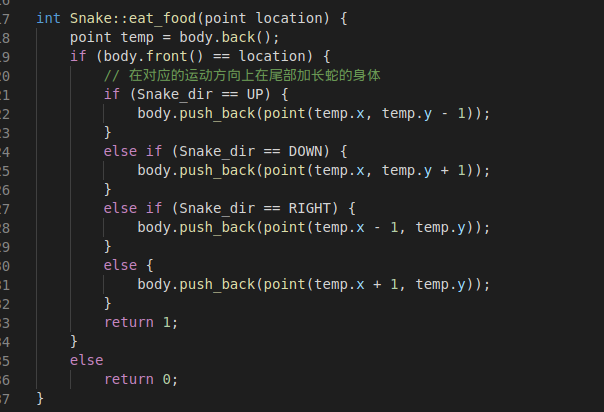 17 int Snake::eat_food(point location) {
18     point temp = body.back();
19     if (body.front() == location) {
20         // 在对应的运动方向上在尾部加长蛇的身体
21         if (Snake_dir == UP) {
22             body.push_back(point(temp.x, temp.y - 1));
23         }
24         else if (Snake_dir == DOWN) {
25             body.push_back(point(temp.x, temp.y + 1));
26         }
27         else if (Snake_dir == RIGHT) {
28             body.push_back(point(temp.x - 1, temp.y));
29         }
30         else {
31             body.push_back(point(temp.x + 1, temp.y));
32         }
33         return 1;
34     }
35     else
36         return 0;
37 }